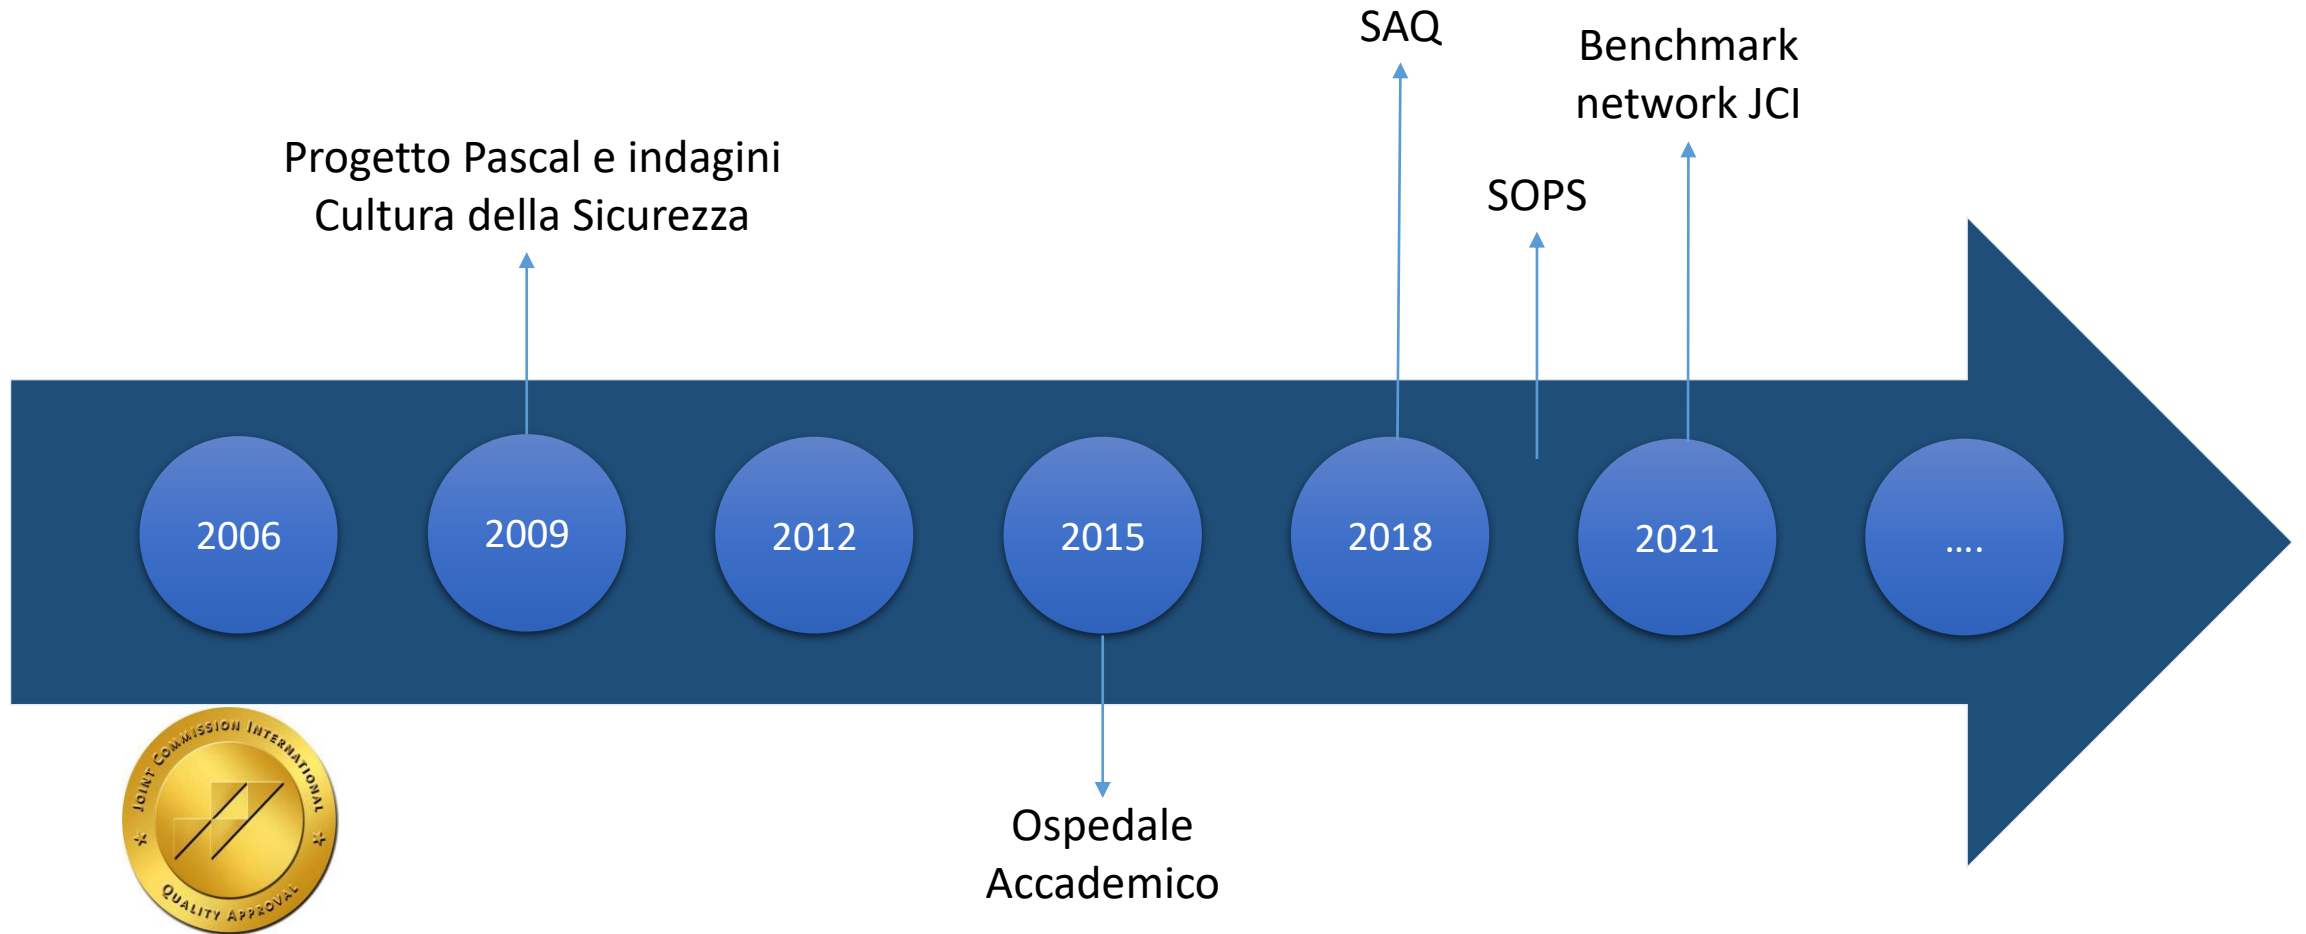 SAQ
Benchmark
network JCI
Progetto Pascal e indagini
Cultura della Sicurezza
SOPS
2006
2009
2012
2015
2018
2021
....
JOINT COMMISSION INTERNATIONAL
QUALITY APPROVAL
Ospedale
Accademico